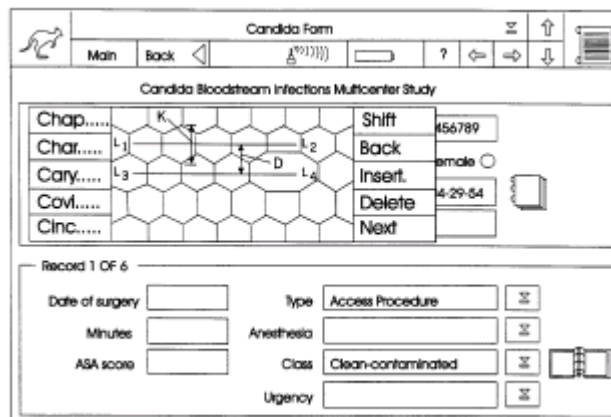 Candida Form
Main Back ?
Candida Bloodstream Infections Multicenter Study
Chap..... K Shift 456789
Char..... L1 L2 Back emale
Cary..... L3 D L4 Insert.
Covi..... Delete 4-29-54
Cinc..... Next
Record 1 OF 6
Date of surgery Type Access Procedure
Minutes Anesthesia
ASA score Class Clean-contaminated
Urgency